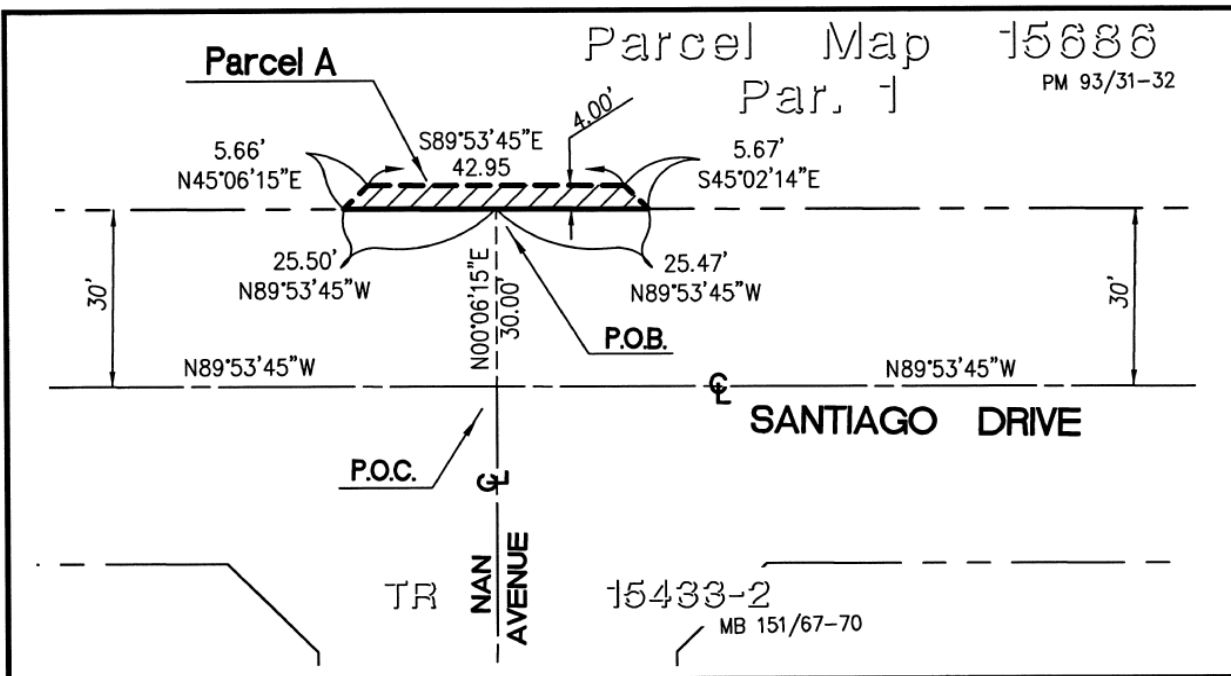 Parcel Map 15686
PM 93/31-32
Par. 1
Parcel A
4.00'
S89°53'45"E
42.95
5.66'
N45°06'15"E
5.67'
S45°02'14"E
25.50'
N89°53'45"W
N00°06'15"E
30.00'
25.47'
N89°53'45"W
30'
30'
P.O.B.
N89°53'45"W
N89°53'45"W
℄
SANTIAGO DRIVE
P.O.C.
℄
NAN
AVENUE
TR 15433-2
MB 151/67-70